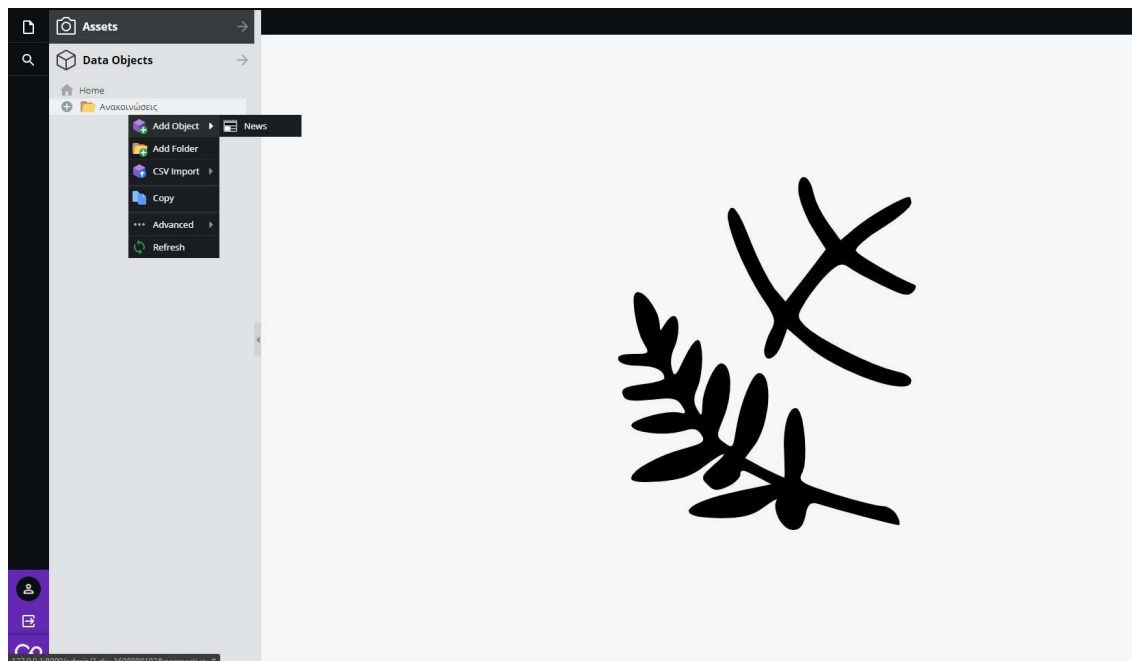 Assets
Data Objects
Home
Ανακοινώσεις
Add Object
News
Add Folder
CSV Import
Copy
Advanced
Refresh